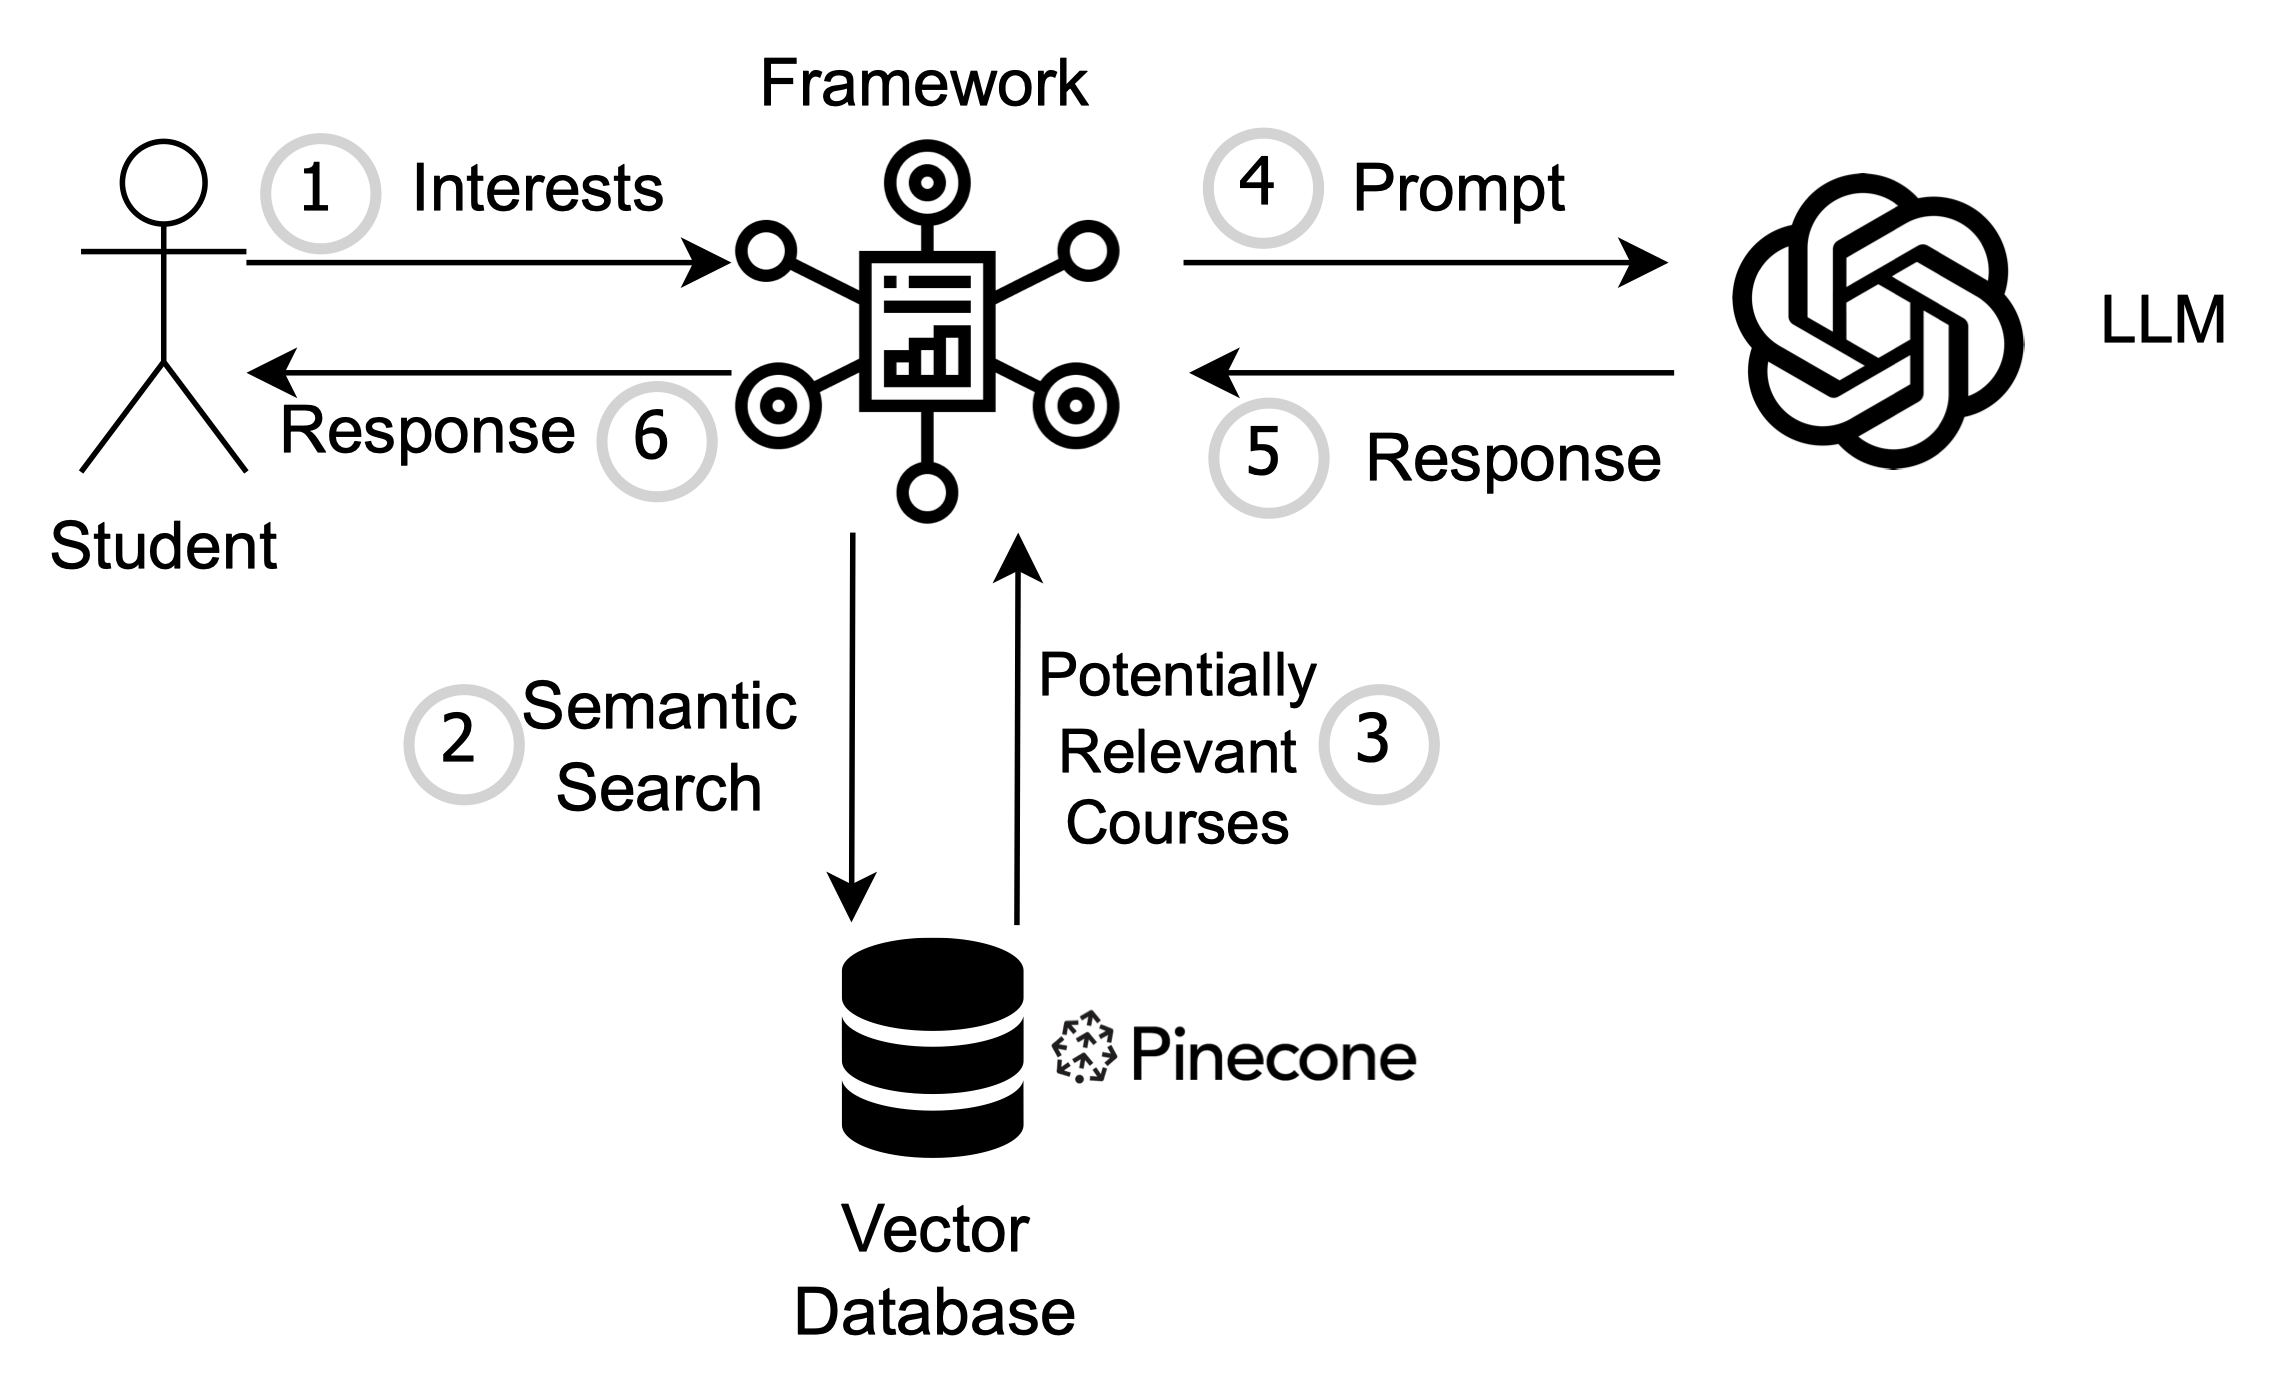 Framework
1 Interests
4 Prompt
LLM
Response 6
5 Response
Student
2 Semantic
Search
Potentially
Relevant 3
Courses
Pinecone
Vector
Database